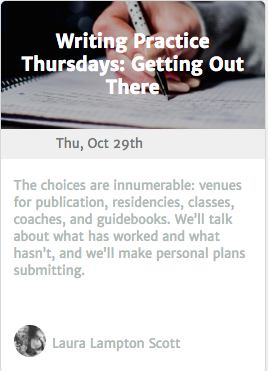 Writing Practice
Thursdays: Getting Out
There
Thu, Oct 29th
The choices are innumerable: venues
for publication, residencies, classes,
coaches, and guidebooks. We'll talk
about what has worked and what
hasn't, and we'll make personal plans
submitting.
Laura Lampton Scott